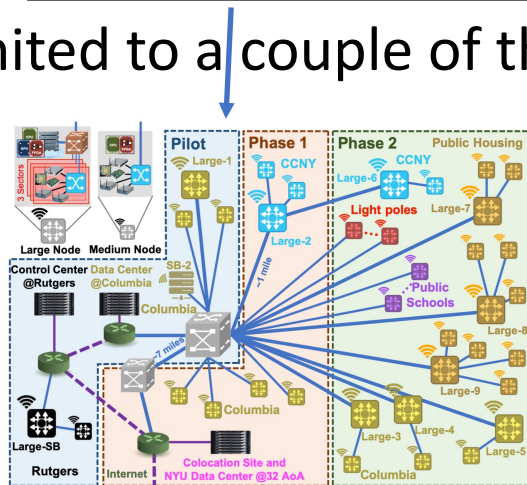 nited to a couple of th
Pilot
Phase 1
Phase 2
Public Housing
3 Sectors
Large-1
CCNY
Large-6
CCNY
Large-7
Light poles
Large Node
Medium Node
Large-2
Control Center
@Rutgers
Data Center
@Columbia
SB-2
Columbia
~1 mile
Public
Schools
Large-8
~7 miles
Large-9
Columbia
Large-SB
Large-3
Large-4
Large-5
Rutgers
Internet
Colocation Site and
NYU Data Center @32 AoA
Columbia